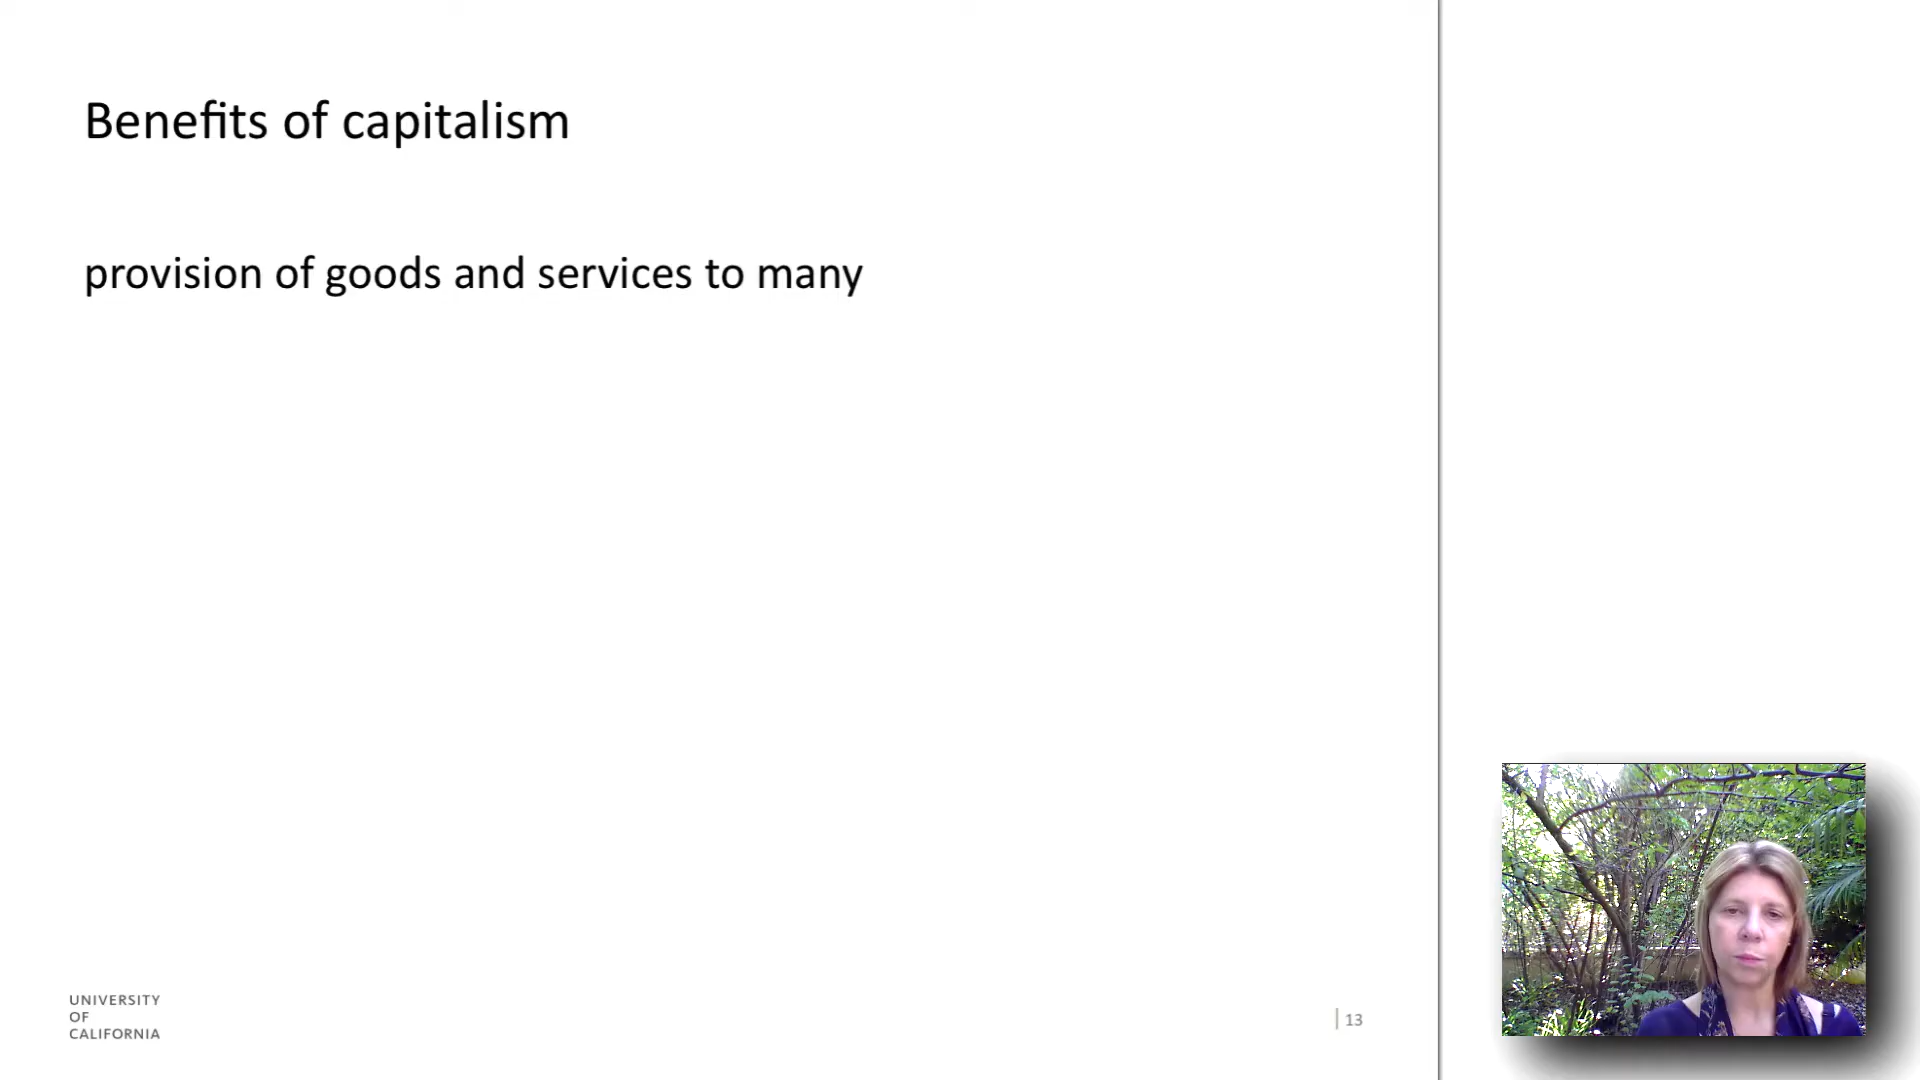 Benefits of capitalism
provision of goods and services to many
UNIVERSITY
OF
CALIFORNIA
13